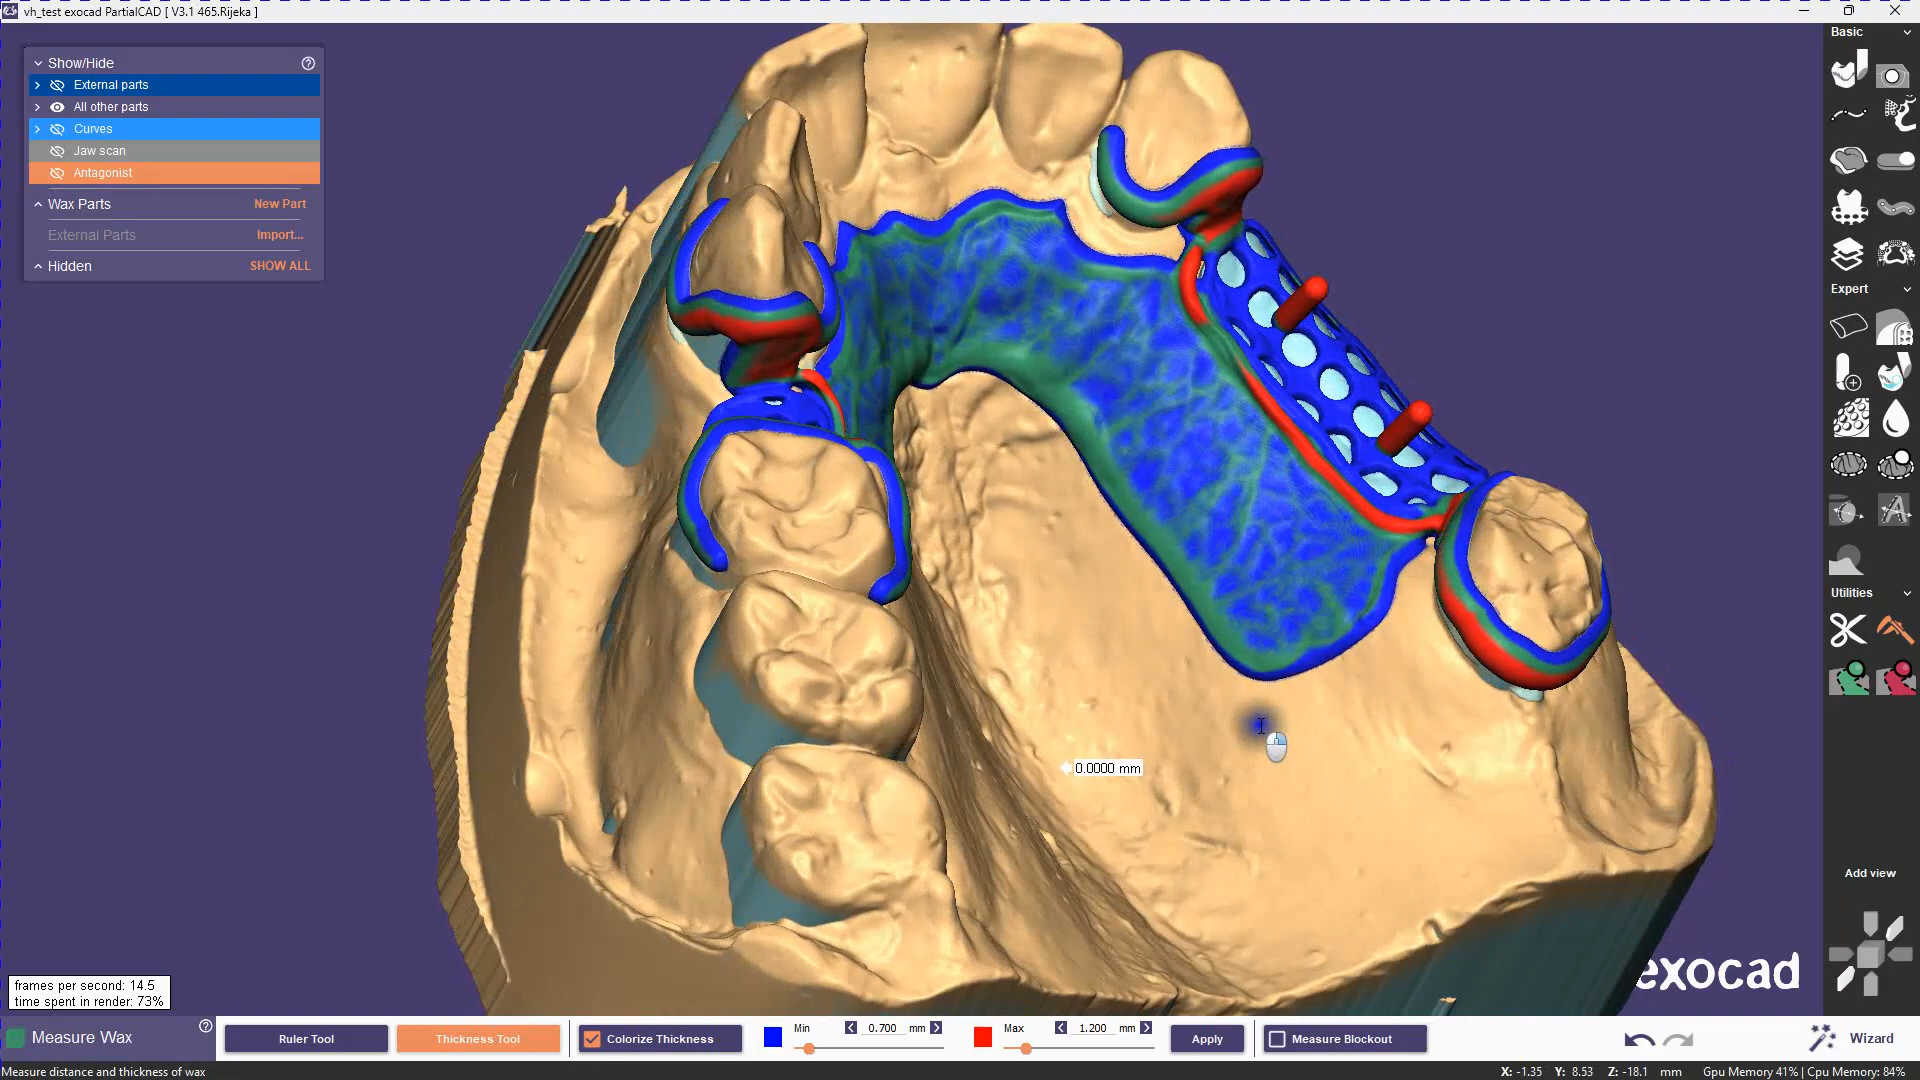 vh_test exocad PartialCAD [ V3.1 465.Rijeka ]
Show/Hide
External parts
All other parts
Curves
Jaw scan
Antagonist
Wax Parts New Part
External Parts Import...
Hidden SHOW ALL
Basic
Expert
Utilities
Add view
0.0000 mm
exocad
frames per second: 14.5
time spent in render: 73%
Measure Wax
Ruler Tool
Thickness Tool
Colorize Thickness
Min 0.700 mm
Max 1.200 mm
Apply
Measure Blockout
Wizard
Measure distance and thickness of wax
X: -1.35 Y: 8.53 Z: -18.1 mm Gpu Memory 41% | Cpu Memory: 84%